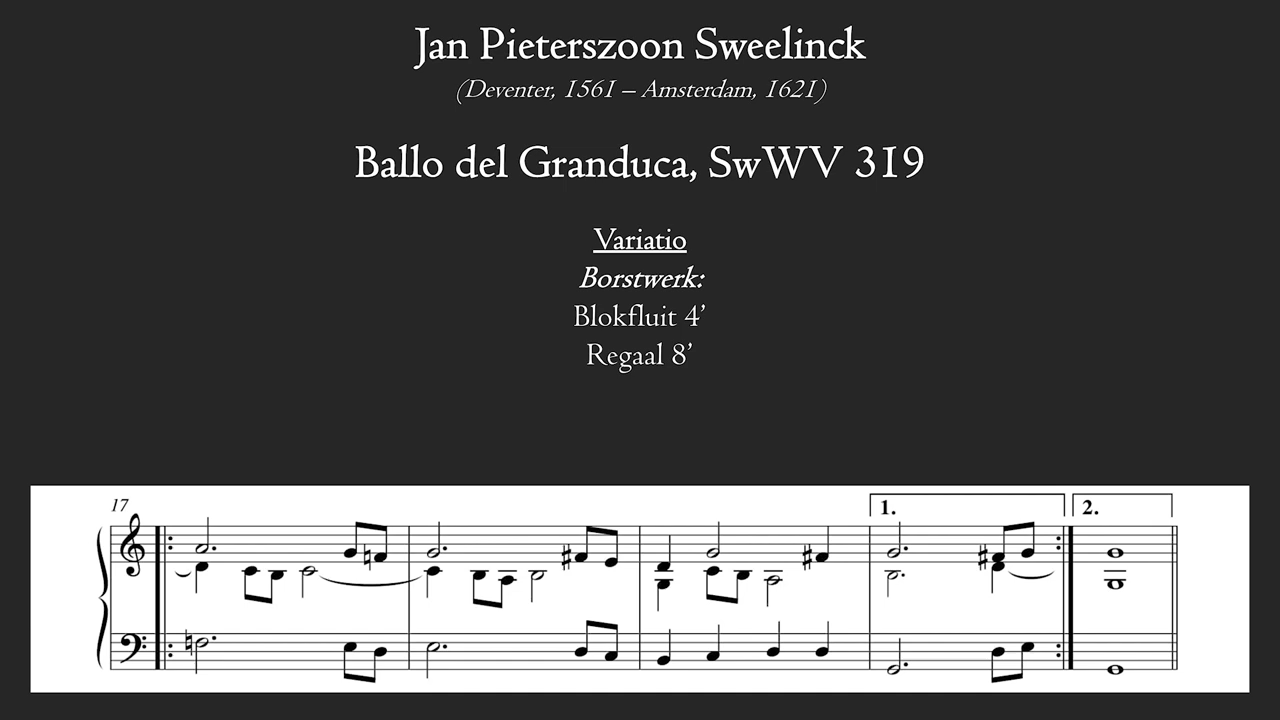 Jan Pieterszoon Sweelinck
(Deventer, 1561 – Amsterdam, 1621)
Ballo del Granduca, SwWV 319
Variatio
Borstwerk:
Blokfluit 4’
Regaal 8’
17
1.
2.